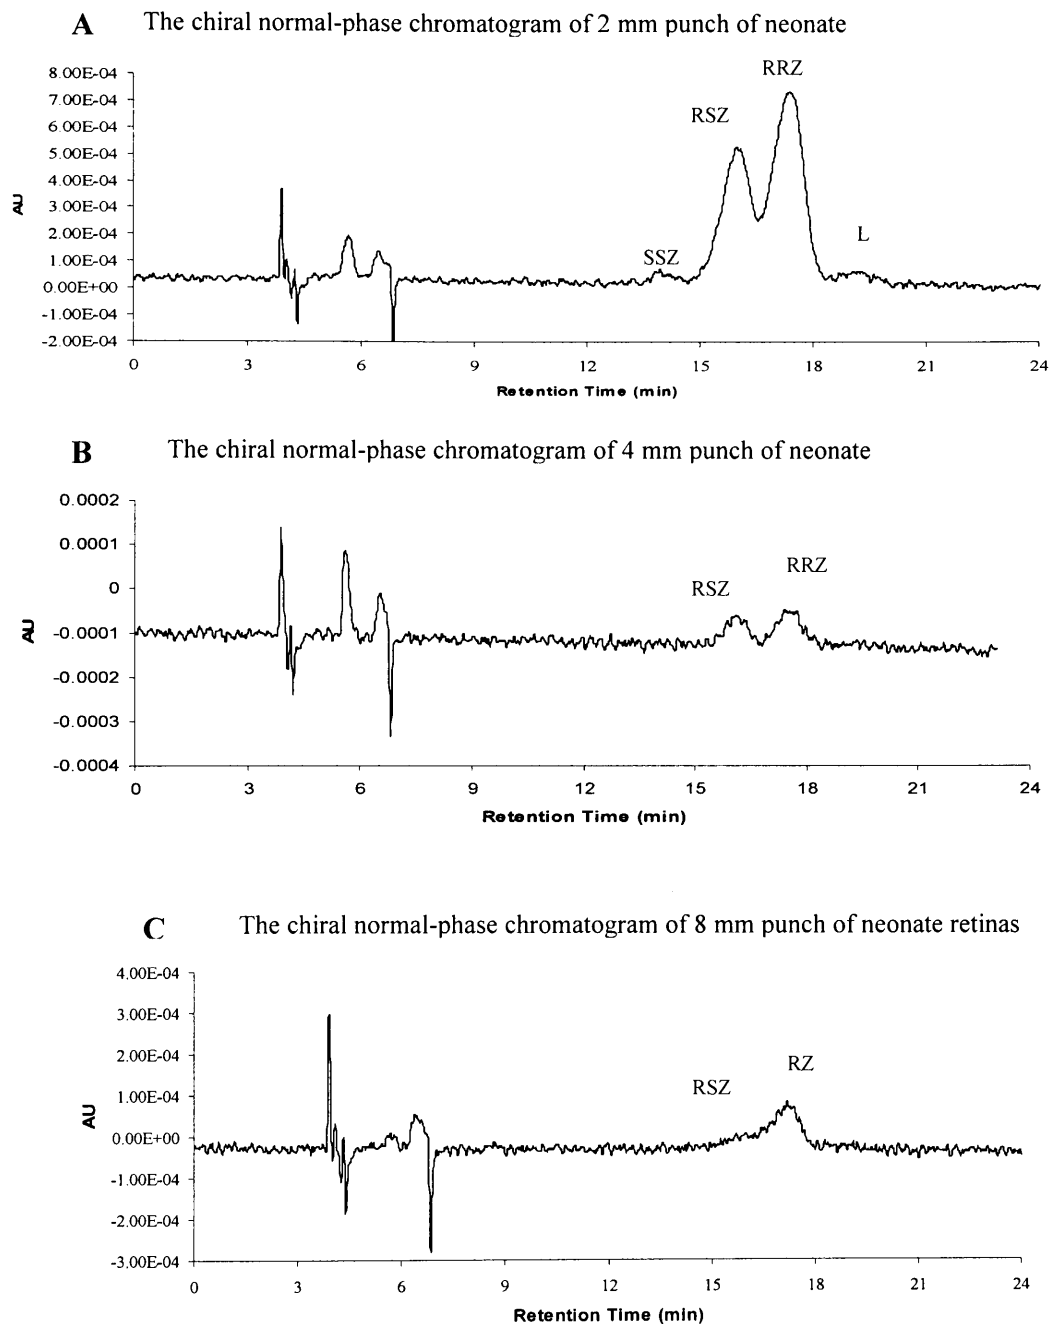 A The chiral normal-phase chromatogram of 2 mm punch of neonate
8.00E-04
7.00E-04
6.00E-04
5.00E-04
4.00E-04
3.00E-04
2.00E-04
1.00E-04
0.00E+00
-1.00E-04
-2.00E-04
AU
RRZ
RSZ
L
SSZ
0 3 6 9 12 15 18 21 24
Retention Time (min)
B The chiral normal-phase chromatogram of 4 mm punch of neonate
0.0002
0.0001
0
-0.0001
-0.0002
-0.0003
-0.0004
AU
RRZ
RSZ
0 3 6 9 12 15 18 21 24
Retention Time (min)
C The chiral normal-phase chromatogram of 8 mm punch of neonate retinas
4.00E-04
3.00E-04
2.00E-04
1.00E-04
0.00E+00
-1.00E-04
-2.00E-04
-3.00E-04
AU
RZ
RSZ
0 3 6 9 12 15 18 21 24
Retention Time (min)